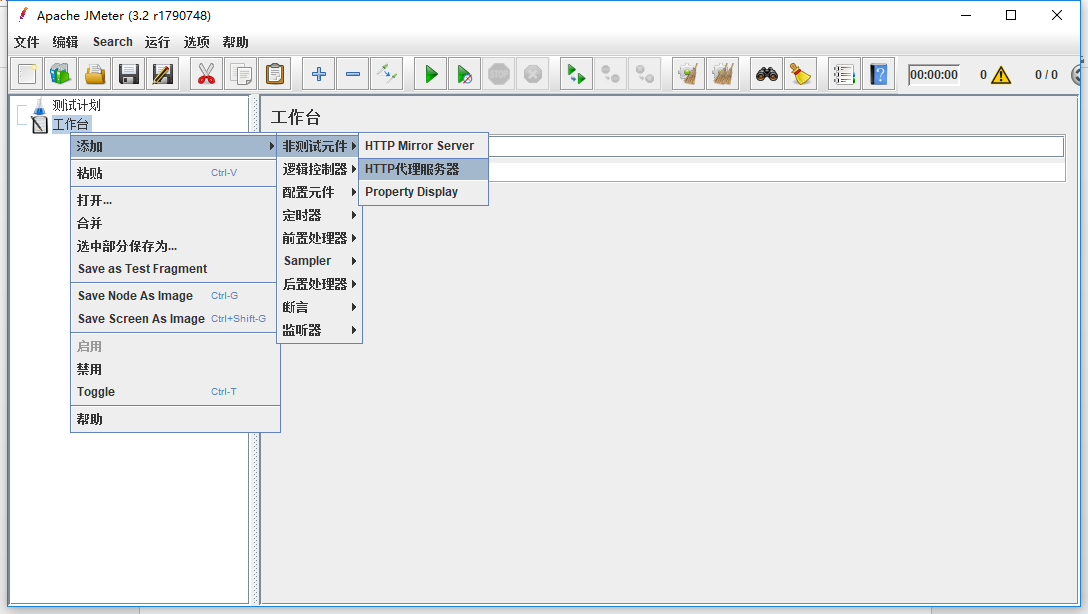 Apache JMeter (3.2 r1790748)
文件 编辑 Search 运行 选项 帮助
STOP 00:00:00 0 0 / 0
测试计划
工作台
工作台
添加
粘贴 Ctrl-V
打开...
合并
选中部分保存为...
Save as Test Fragment
Save Node As Image Ctrl-G
Save Screen As Image Ctrl+Shift-G
启用
禁用
Toggle Ctrl-T
帮助
非测试元件
逻辑控制器
配置元件
定时器
前置处理器
Sampler
后置处理器
断言
监听器
HTTP Mirror Server
HTTP代理服务器
Property Display